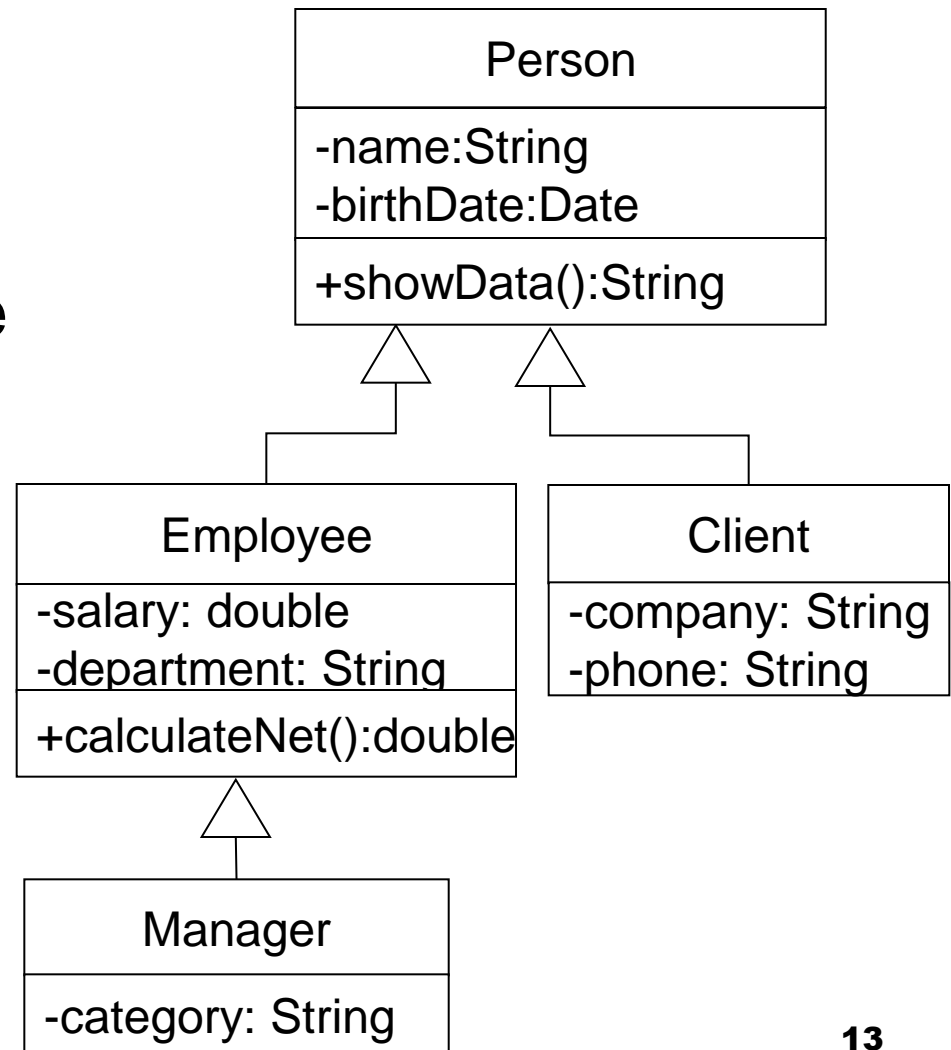 Person
-name:String
-birthDate:Date
+showData():String
e
Employee
-salary: double
-department: String
+calculateNet():double
Client
-company: String
-phone: String
Manager
-category: String
13